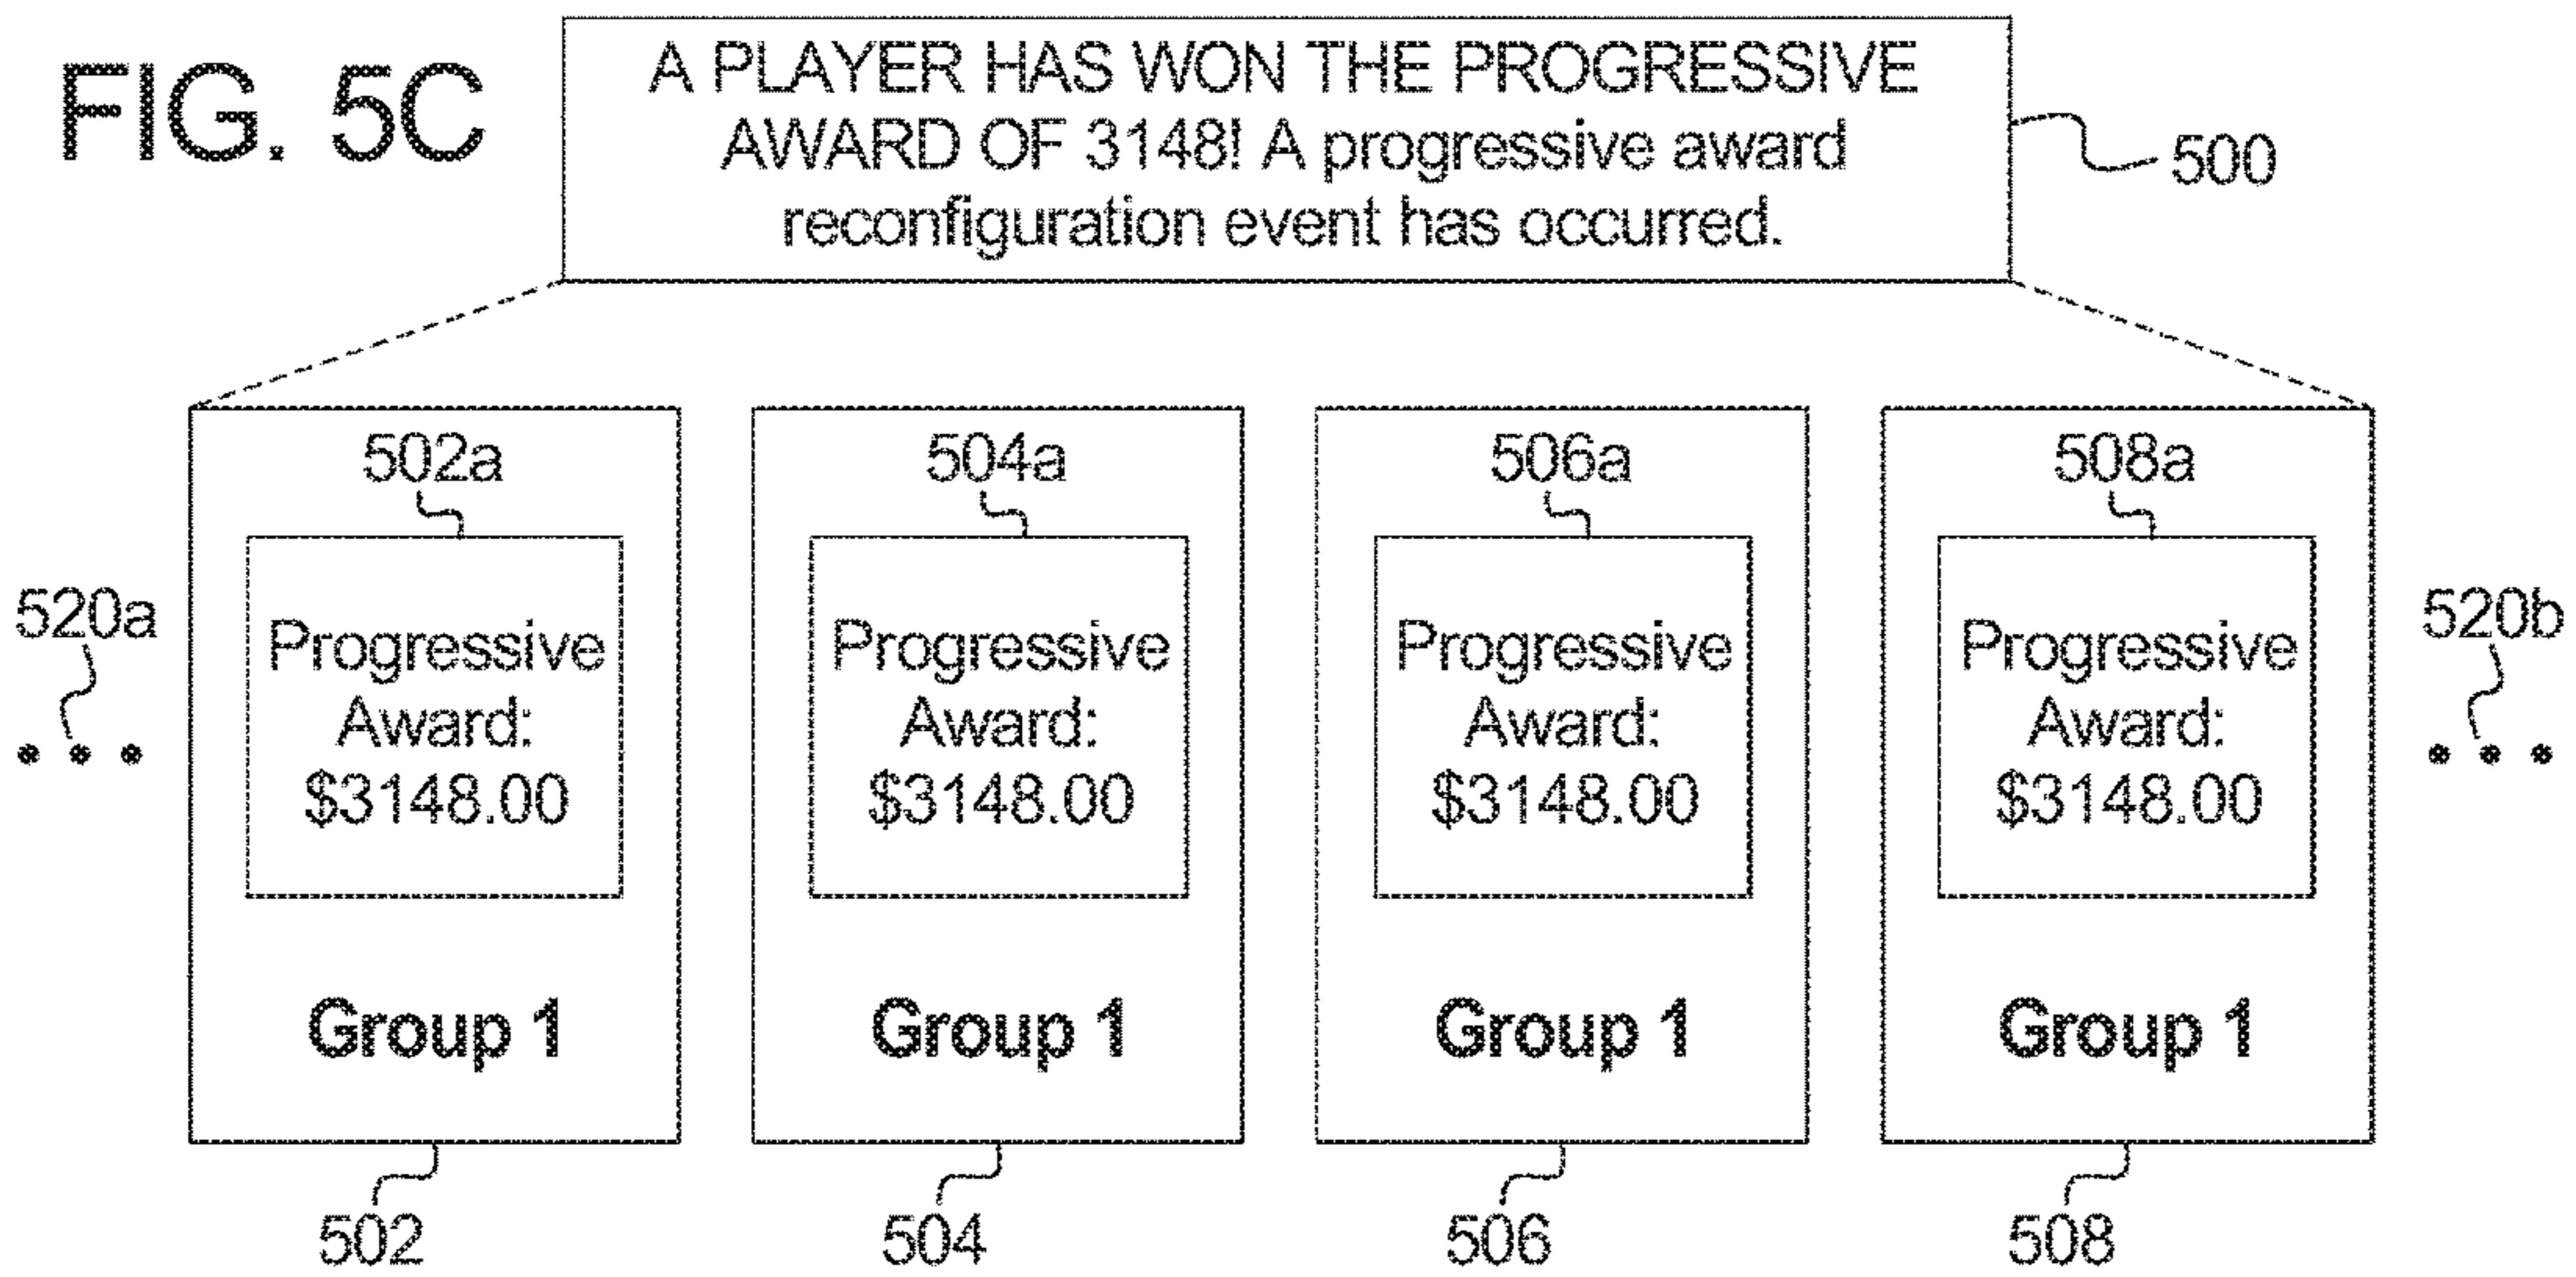 FIG. 5C
A PLAYER HAS WON THE PROGRESSIVE
AWARD OF 3148! A progressive award
reconfiguration event has occurred.
500
502a
504a
506a
508a
520a
520b
Progressive
Award:
$3148.00
Progressive
Award:
$3148.00
Progressive
Award:
$3148.00
Progressive
Award:
$3148.00
Group 1
Group 1
Group 1
Group 1
502
504
506
508